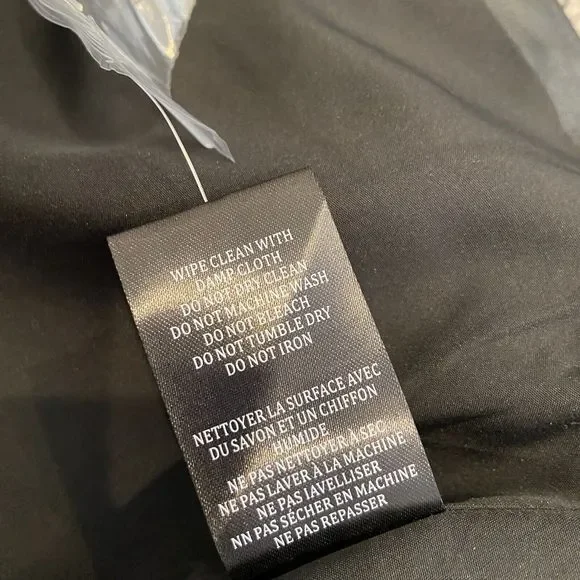 WIPE CLEAN WITH
DAMP CLOTH
DO NOT DRY CLEAN
DO NOT MACHINE WASH
DO NOT BLEACH
DO NOT TUMBLE DRY
DO NOT IRON
NETTOYER LA SURFACE AVEC
DU SAVON ET UN CHIFFON
HUMIDE
NE PAS NETTOYER À SEC
NE PAS LAVER À LA MACHINE
NE PAS IAVELLISER
NN PAS SÉCHER EN MACHINE
NE PAS REPASSER